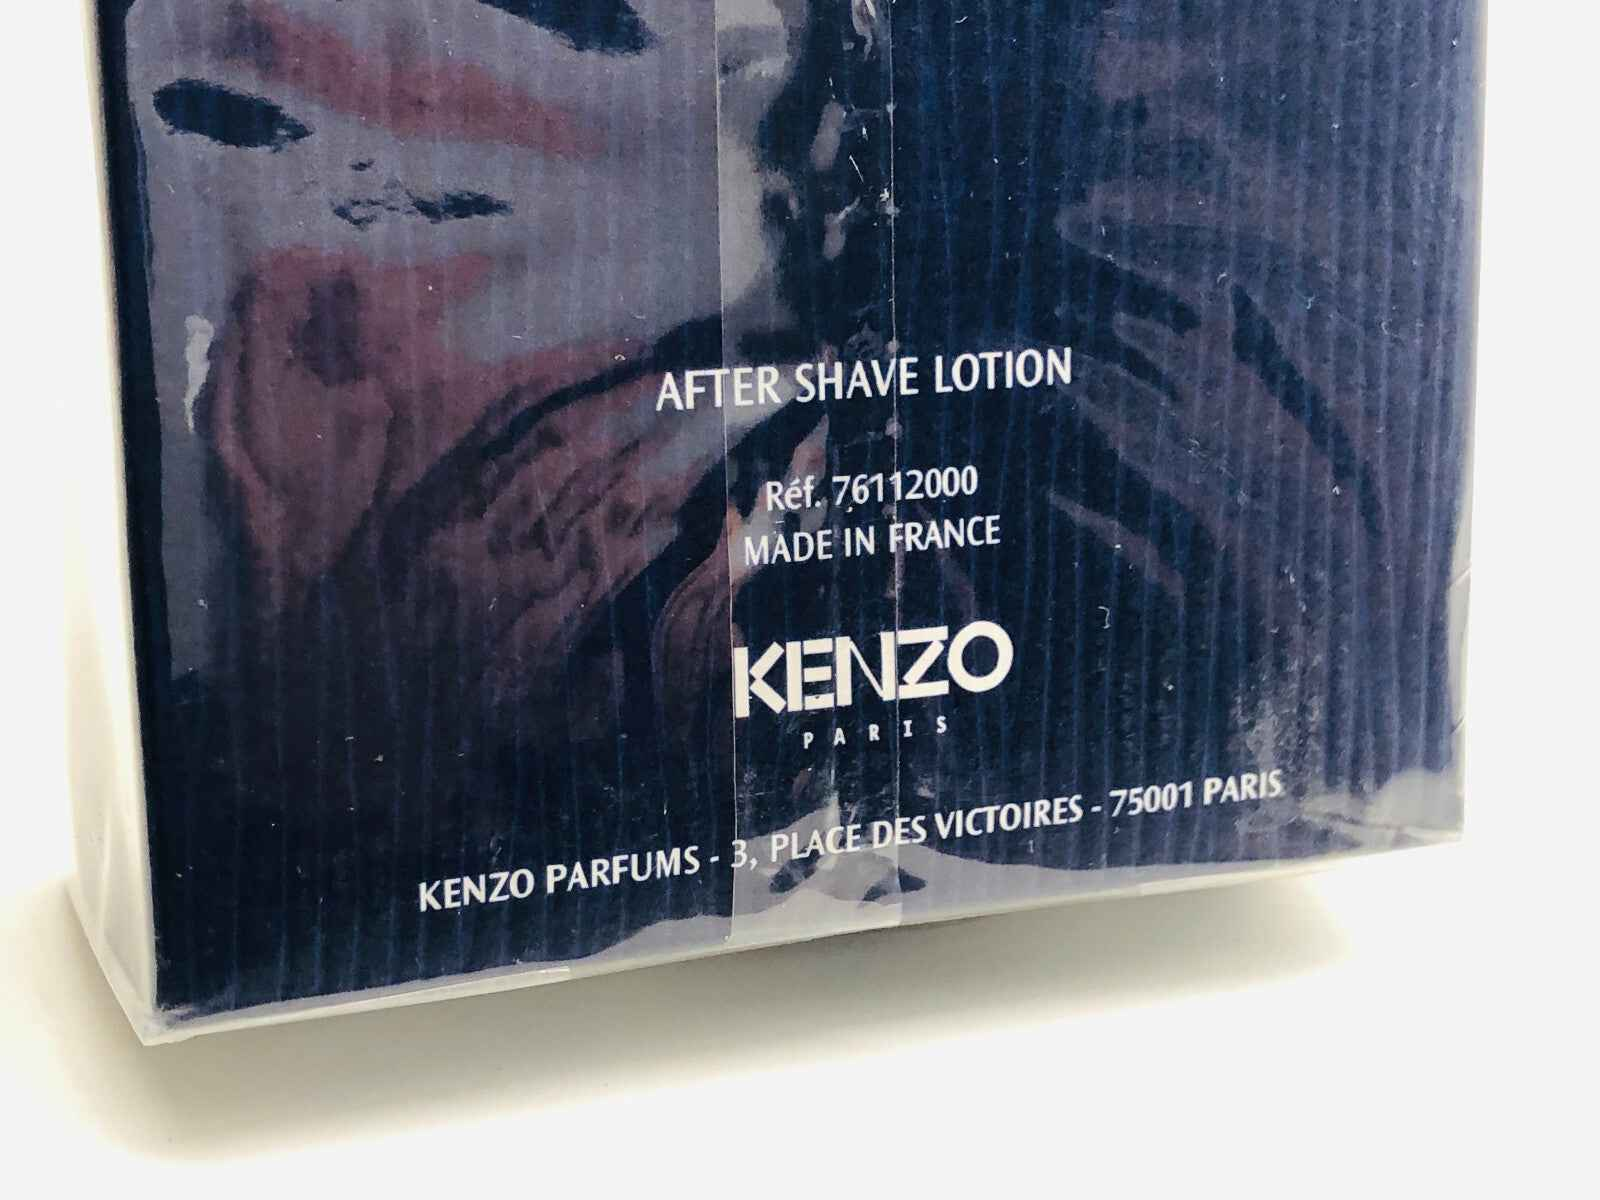 AFTER SHAVE LOTION
Réf. 76112000
MADE IN FRANCE
KENZO
PARIS
KENZO PARFUMS - 3, PLACE DES VICTOIRES - 75001 PARIS